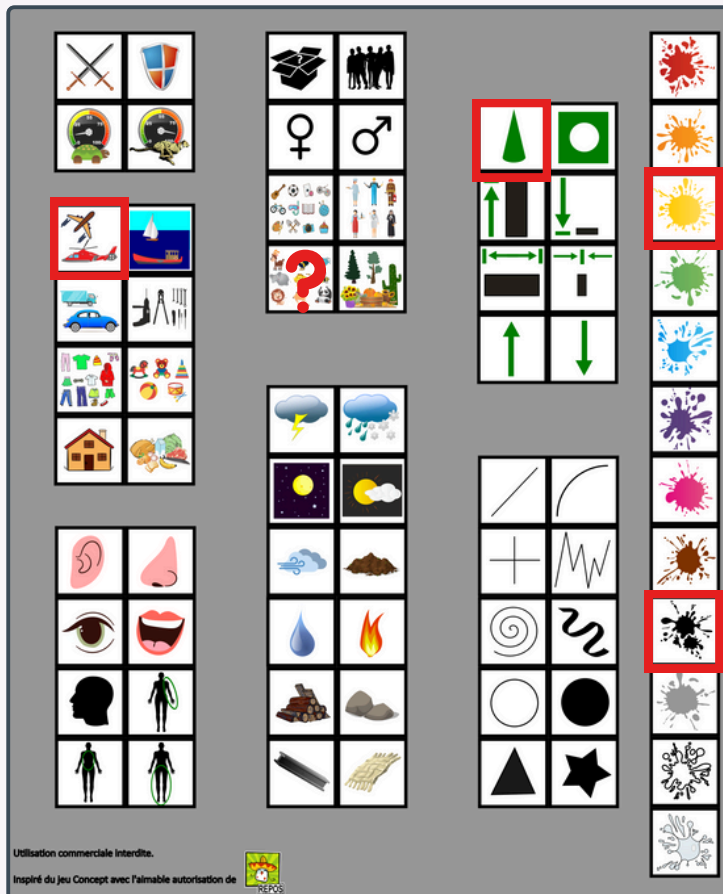 ?
?
Utilisation commerciale interdite.
Inspiré du jeu Concept avec l'aimable autorisation de
REPOS